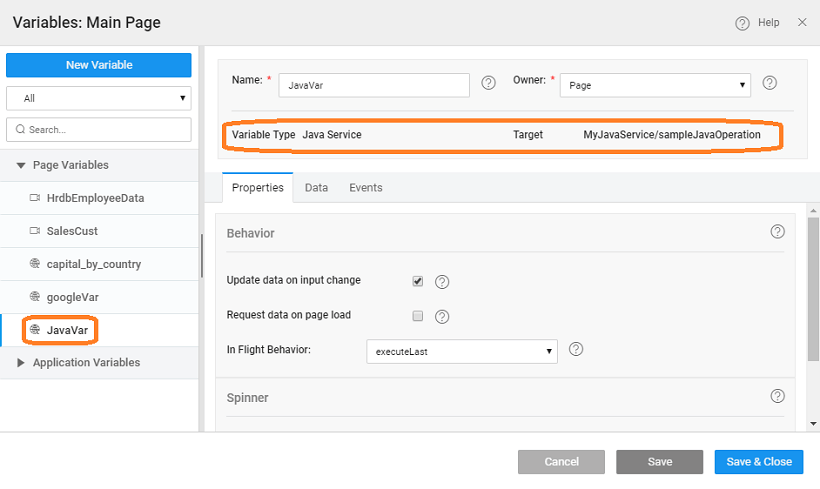 Variables: Main Page
Help
New Variable
All
Search...
Page Variables
HrdbEmployeeData
SalesCust
capital_by_country
googleVar
JavaVar
Application Variables
Name: * JavaVar Owner: * Page
Variable Type Java Service Target MyJavaService/sampleJavaOperation
Properties Data Events
Behavior
Update data on input change
Request data on page load
In Flight Behavior: executeLast
Spinner
Cancel Save Save & Close